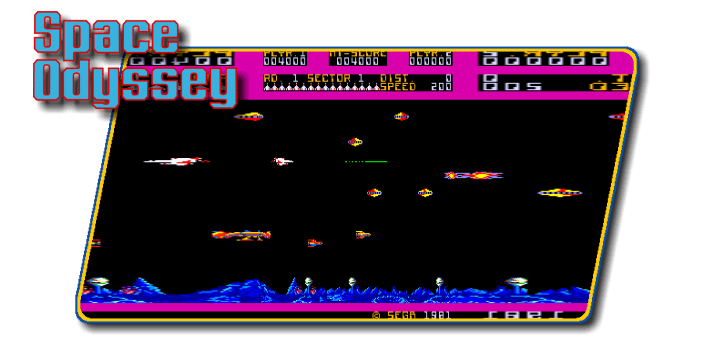 Space
Odyssey
PLYR 1 HI-SCORE PLYR 2
004000 004000 000000
RD. 1 SECTOR 1 DIST. 0
SPEED 200
© SEGA 1981